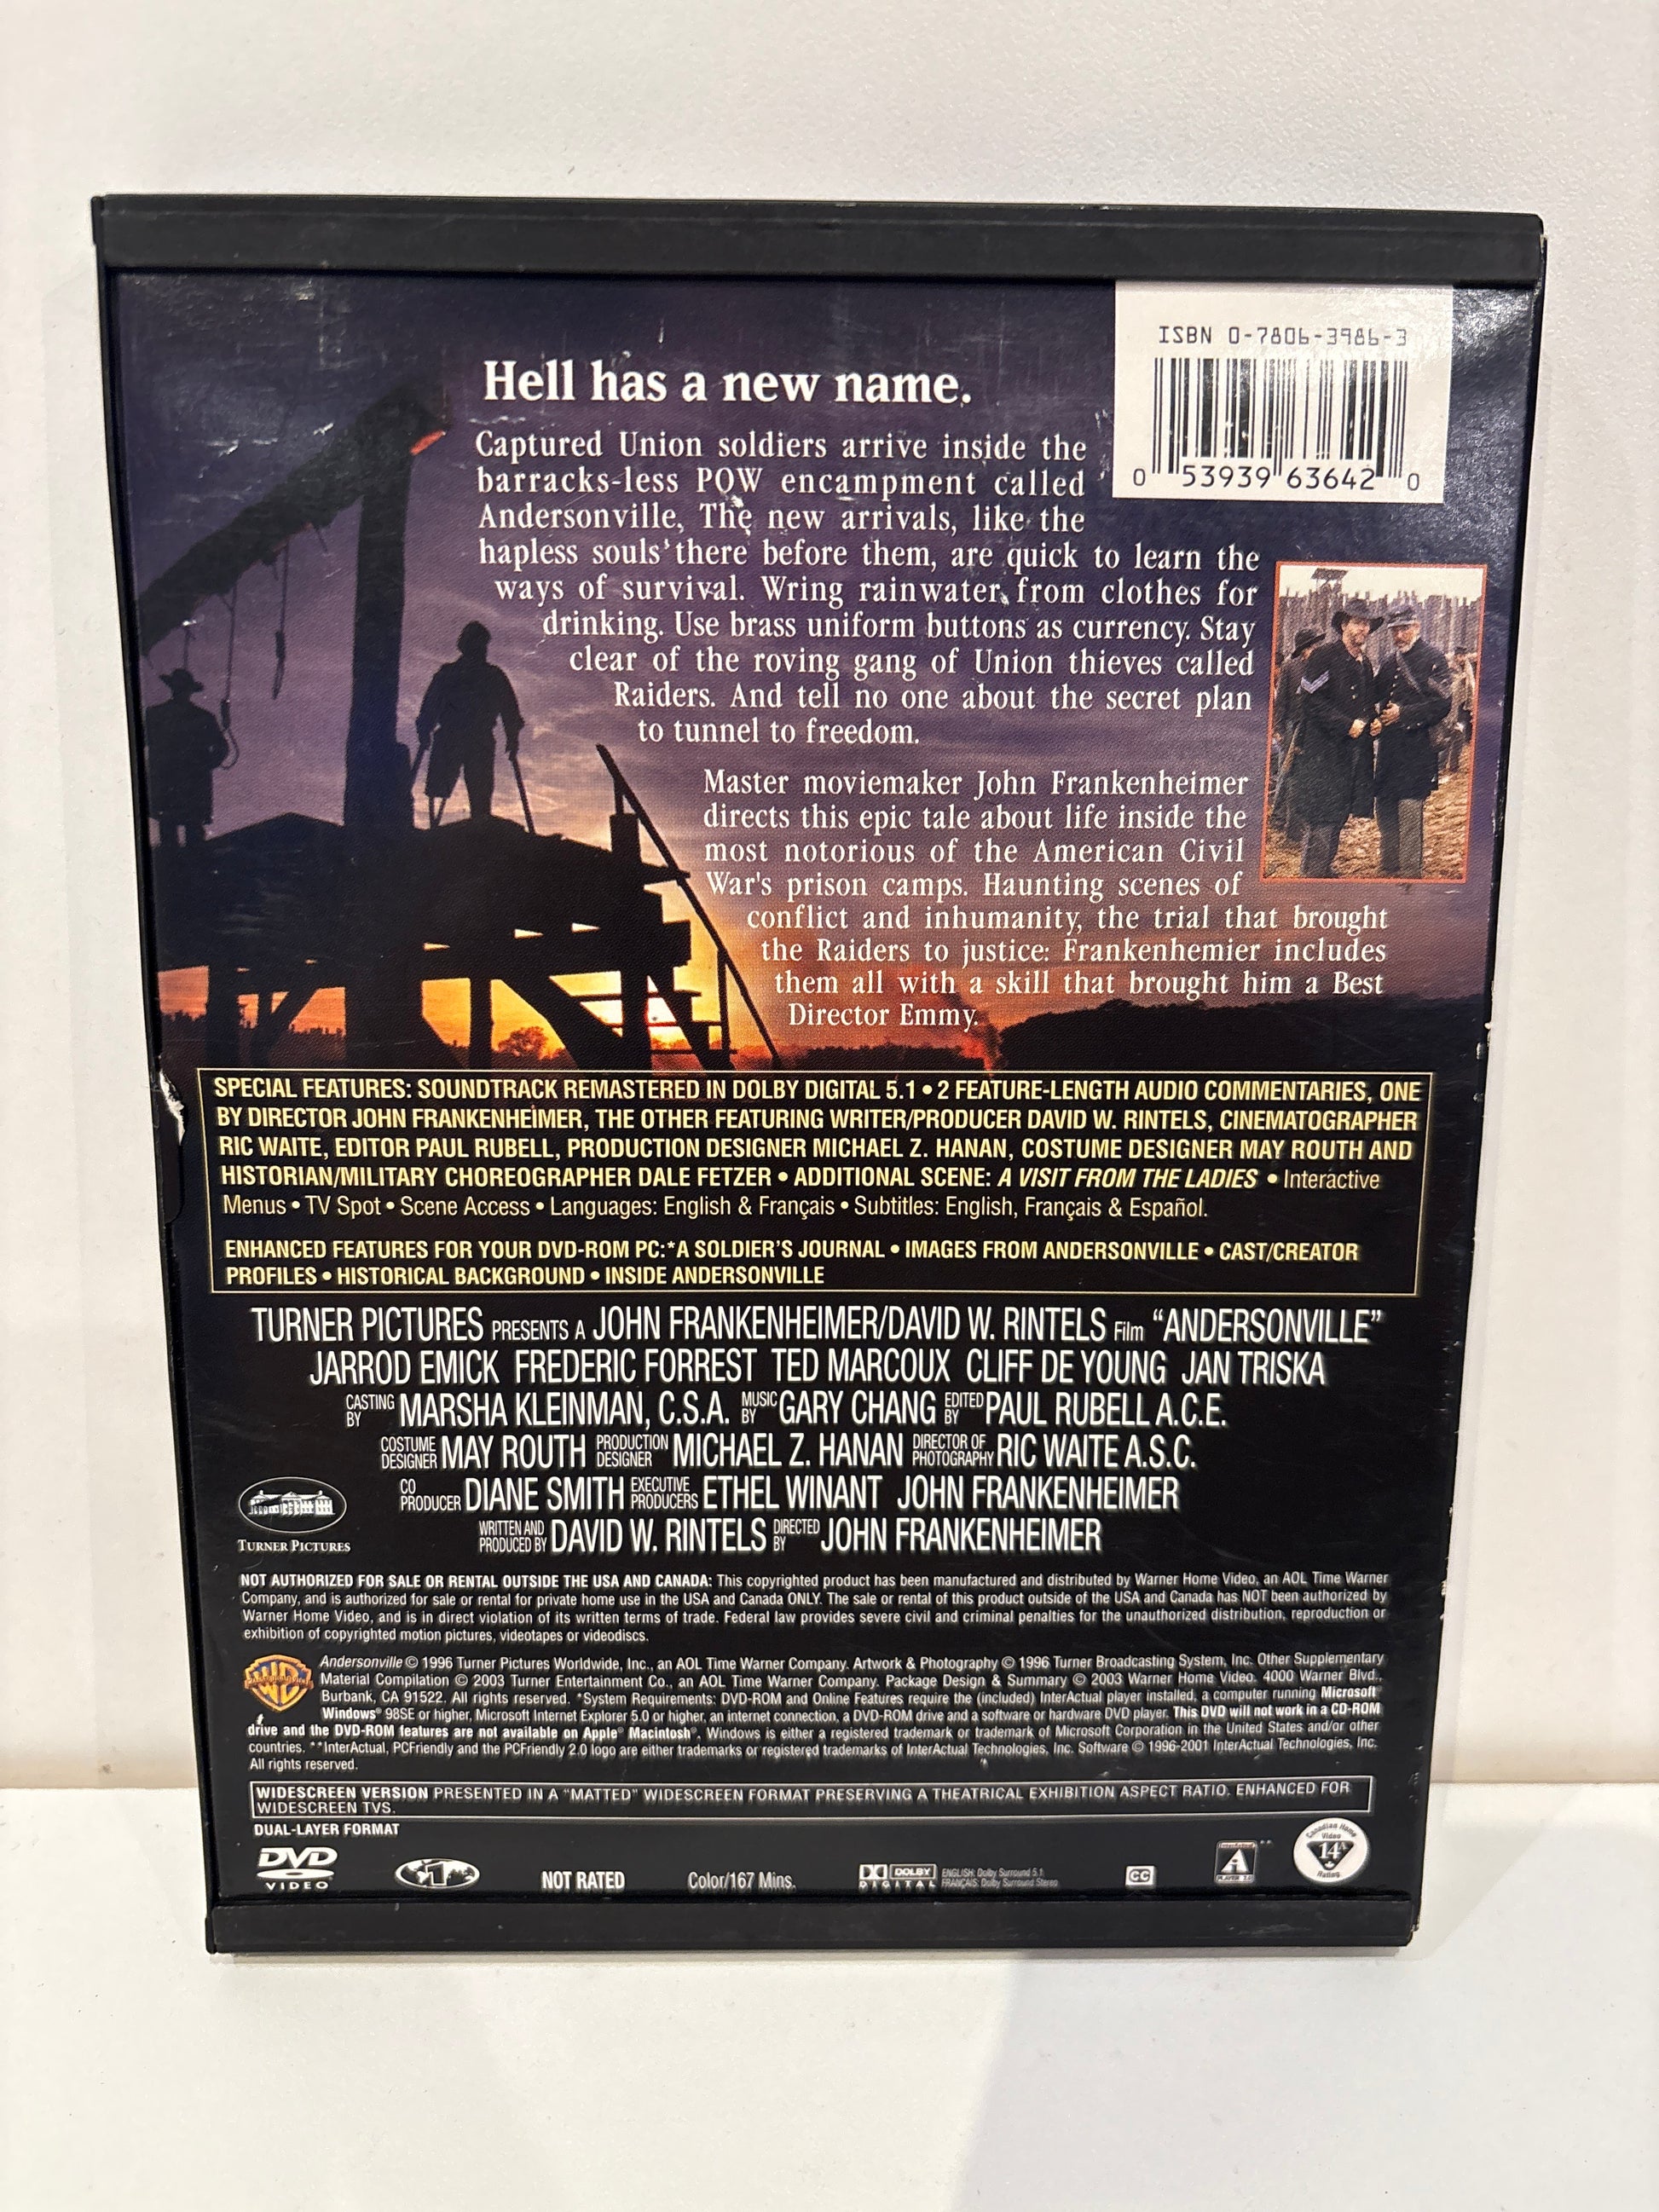 ISBN 0-7806-3986-3
0 53939 63642 0
Hell has a new name.
Captured Union soldiers arrive inside the
barracks-less POW encampment called
Andersonville, The new arrivals, like the
hapless souls there before them, are quick to learn the
ways of survival. Wring rainwater from clothes for
drinking. Use brass uniform buttons as currency. Stay
clear of the roving gang of Union thieves called
Raiders. And tell no one about the secret plan
to tunnel to freedom.
Master moviemaker John Frankenheimer
directs this epic tale about life inside the
most notorious of the American Civil
War's prison camps. Haunting scenes of
conflict and inhumanity, the trial that brought
the Raiders to justice: Frankenhemier includes
them all with a skill that brought him a Best
Director Emmy.
SPECIAL FEATURES: SOUNDTRACK REMASTERED IN DOLBY DIGITAL 5.1 • 2 FEATURE-LENGTH AUDIO COMMENTARIES, ONE
BY DIRECTOR JOHN FRANKENHEIMER, THE OTHER FEATURING WRITER/PRODUCER DAVID W. RINTELS, CINEMATOGRAPHER
RIC WAITE, EDITOR PAUL RUBELL, PRODUCTION DESIGNER MICHAEL Z. HANAN, COSTUME DESIGNER MAY ROUTH AND
HISTORIAN/MILITARY CHOREOGRAPHER DALE FETZER • ADDITIONAL SCENE: A VISIT FROM THE LADIES • Interactive
Menus • TV Spot • Scene Access • Languages: English & Français • Subtitles: English, Français & Español.
ENHANCED FEATURES FOR YOUR DVD-ROM PC:*A SOLDIER'S JOURNAL • IMAGES FROM ANDERSONVILLE • CAST/CREATOR
PROFILES • HISTORICAL BACKGROUND • INSIDE ANDERSONVILLE
TURNER PICTURES PRESENTS A JOHN FRANKENHEIMER/DAVID W. RINTELS Film "ANDERSONVILLE"
JARROD EMICK FREDERIC FORREST TED MARCOUX CLIFF DE YOUNG JAN TRISKA
CASTING BY MARSHA KLEINMAN, C.S.A. MUSIC BY GARY CHANG EDITED BY PAUL RUBELL A.C.E.
COSTUME DESIGNER MAY ROUTH PRODUCTION DESIGNER MICHAEL Z. HANAN DIRECTOR OF PHOTOGRAPHY RIC WAITE A.S.C.
CO PRODUCER DIANE SMITH EXECUTIVE PRODUCERS ETHEL WINANT JOHN FRANKENHEIMER
WRITTEN AND PRODUCED BY DAVID W. RINTELS DIRECTED BY JOHN FRANKENHEIMER
TURNER PICTURES
NOT AUTHORIZED FOR SALE OR RENTAL OUTSIDE THE USA AND CANADA: This copyrighted product has been manufactured and distributed by Warner Home Video, an AOL Time Warner
Company, and is authorized for sale or rental for private home use in the USA and Canada ONLY. The sale or rental of this product outside of the USA and Canada has NOT been authorized by
Warner Home Video, and is in direct violation of its written terms of trade. Federal law provides severe civil and criminal penalties for the unauthorized distribution, reproduction or
exhibition of copyrighted motion pictures, videotapes or videodiscs.
Andersonville © 1996 Turner Pictures Worldwide, Inc., an AOL Time Warner Company. Artwork & Photography © 1996 Turner Broadcasting System, Inc. Other Supplementary
Material Compilation © 2003 Turner Entertainment Co., an AOL Time Warner Company. Package Design & Summary © 2003 Warner Home Video. 4000 Warner Blvd.,
Burbank, CA 91522. All rights reserved. *System Requirements: DVD-ROM and Online Features require the (included) InterActual player installed, a computer running Microsoft®
Windows® 98SE or higher, Microsoft Internet Explorer 5.0 or higher, an internet connection, a DVD-ROM drive and a software or hardware DVD player. This DVD will not work in a CD-ROM
drive and the DVD-ROM features are not available on Apple® Macintosh®. Windows is either a registered trademark or trademark of Microsoft Corporation in the United States and/or other
countries. **InterActual, PCFriendly and the PCFriendly 2.0 logo are either trademarks or registered trademarks of InterActual Technologies, Inc. Software © 1996-2001 InterActual Technologies, Inc.
All rights reserved.
WIDESCREEN VERSION PRESENTED IN A "MATTED" WIDESCREEN FORMAT PRESERVING A THEATRICAL EXHIBITION ASPECT RATIO. ENHANCED FOR
WIDESCREEN TVS.
DUAL-LAYER FORMAT
DVD VIDEO
1
NOT RATED
Color/167 Mins.
DOLBY DIGITAL
ENGLISH: Dolby Surround 5.1
FRANÇAIS: Dolby Surround Stereo
CC
Canadian Home Video 14A Rating